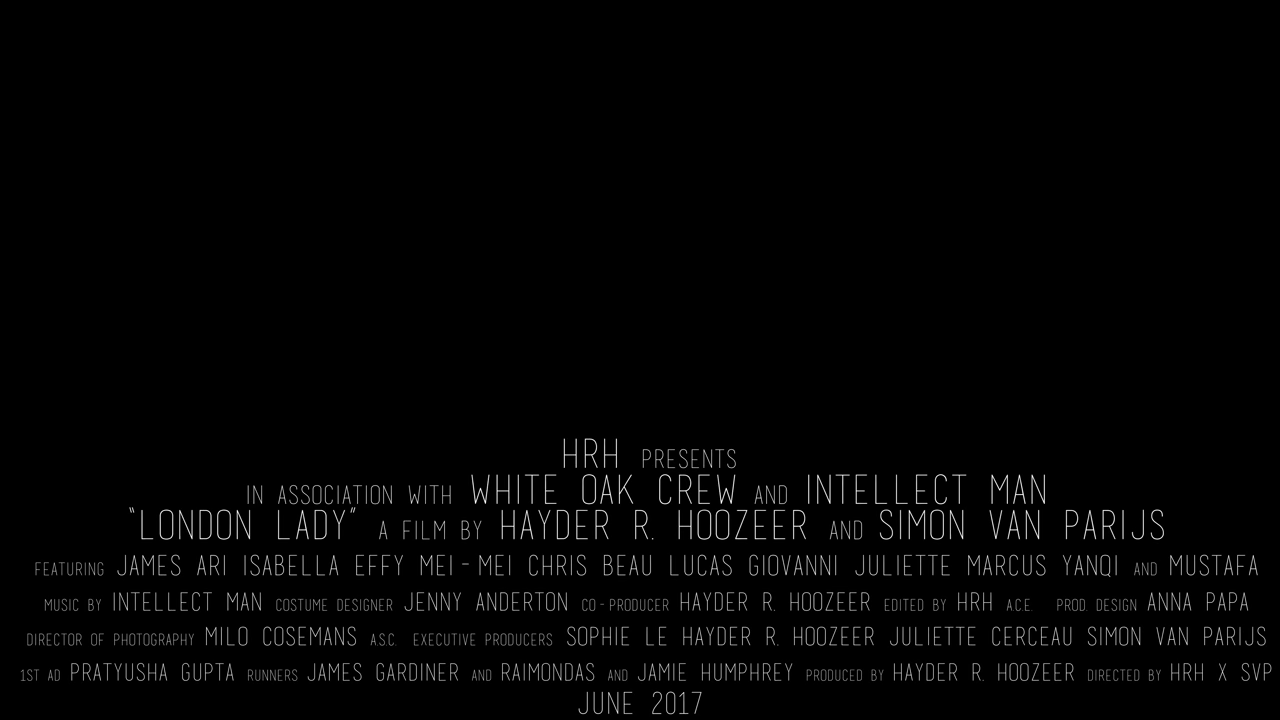 HRH PRESENTS
IN ASSOCIATION WITH WHITE OAK CREW AND INTELLECT MAN
"LONDON LADY" A FILM BY HAYDER R. HOOZEER AND SIMON VAN PARIJS
FEATURING JAMES ARI ISABELLA EFFY MEI-MEI CHRIS BEAU LUCAS GIOVANNI JULIETTE MARCUS YANQI AND MUSTAFA
MUSIC BY INTELLECT MAN COSTUME DESIGNER JENNY ANDERTON CO-PRODUCER HAYDER R. HOOZEER EDITED BY HRH A.C.E. PROD. DESIGN ANNA PAPA
DIRECTOR OF PHOTOGRAPHY MILO COSEMANS A.S.C. EXECUTIVE PRODUCERS SOPHIE LE HAYDER R. HOOZEER JULIETTE CERCEAU SIMON VAN PARIJS
1ST AD PRATYUSHA GUPTA RUNNERS JAMES GARDINER AND RAIMONDAS AND JAMIE HUMPHREY PRODUCED BY HAYDER R. HOOZEER DIRECTED BY HRH X SVP
JUNE 2017